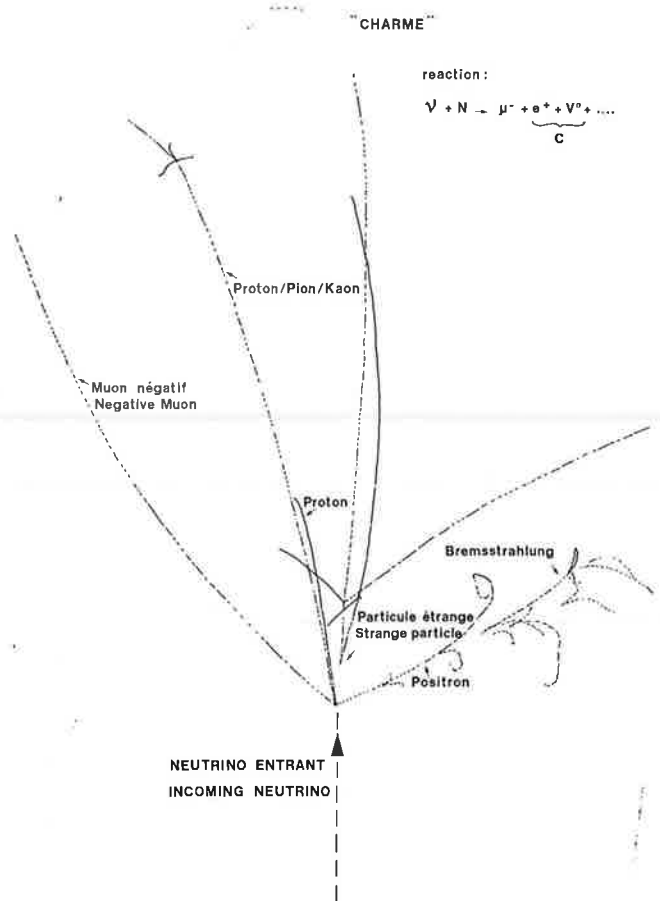 "CHARME"
reaction:
ν + N → μ⁻ + e⁺ + V⁰ + ....
C
Proton/Pion/Kaon
Muon négatif
Negative Muon
Proton
Bremsstrahlung
Particule étrange
Strange particle
Positron
NEUTRINO ENTRANT
INCOMING NEUTRINO